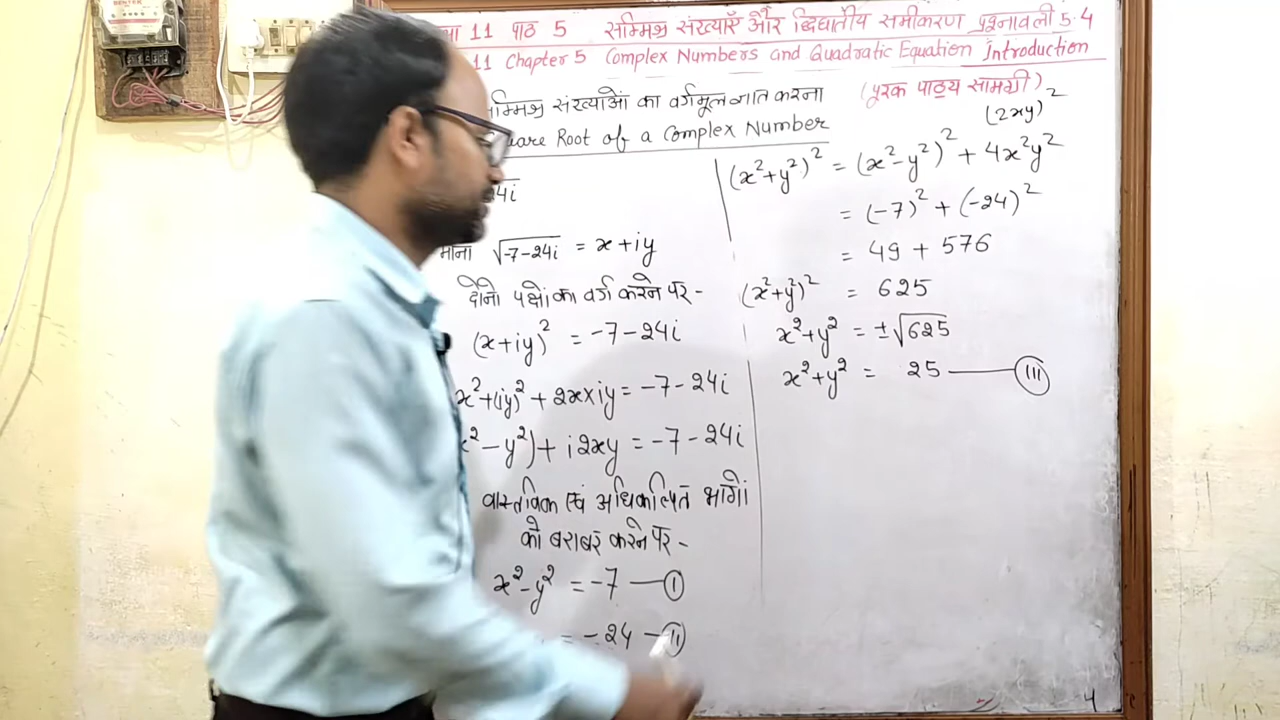 11 पाठ 5 सम्मिश्र संख्याएँ और द्विघातीय समीकरण प्रश्नावली 5.4
11 Chapter 5 Complex Numbers and Quadratic Equation Introduction
सम्मिश्र संख्याओं का वर्गमूल ज्ञात करना (पूरक पाठ्य सामग्री)
Root of a Complex Number
24i
माना √-7-24i = x+iy
दोनो पक्षों का वर्ग करने पर-
(x+iy)² = -7-24i
x²+(iy)²+2x×iy = -7-24i
x²-y²)+i2xy = -7-24i
वास्तविक एवं अधिकल्पित भागों
को बराबर करने पर-
x²-y² = -7 — (I)
= -24 — (II)
(2xy)²
(x²+y²)² = (x²-y²)² + 4x²y²
= (-7)² + (-24)²
= 49 + 576
(x²+y²)² = 625
x²+y² = ±√625
x²+y² = 25 — (III)
4